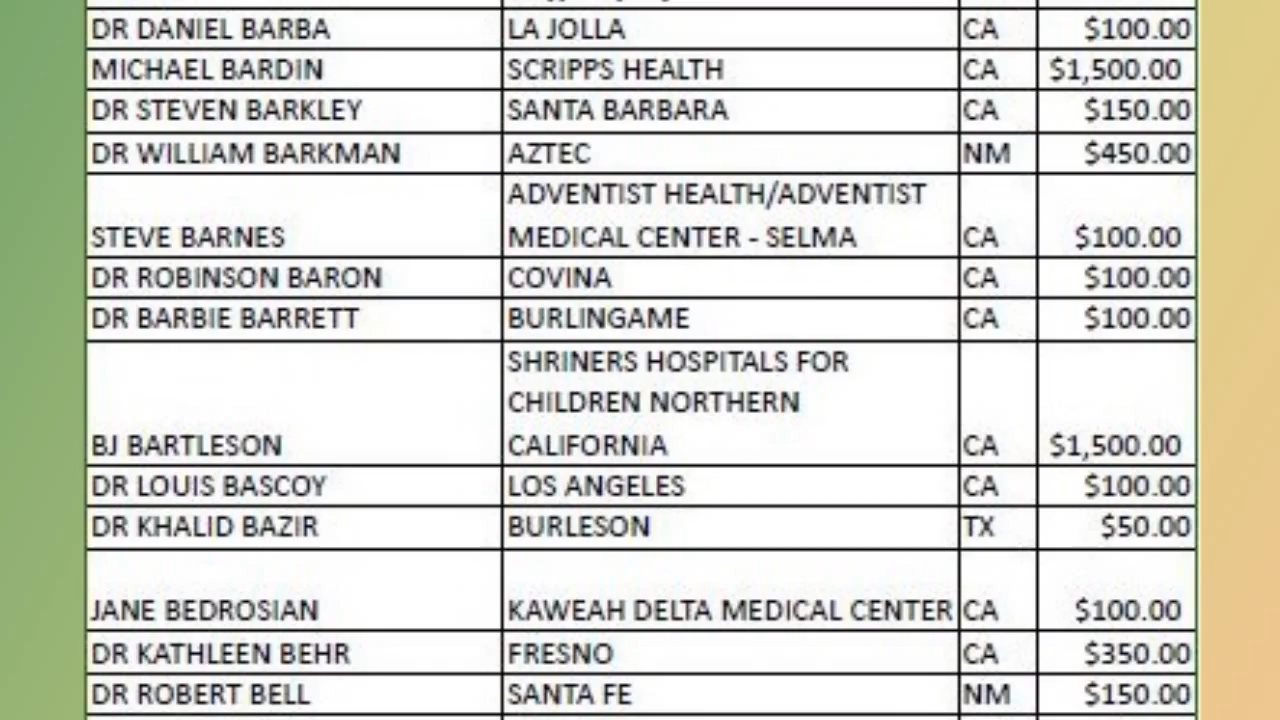 DR DANIEL BARBA LA JOLLA CA $100.00
MICHAEL BARDIN SCRIPPS HEALTH CA $1,500.00
DR STEVEN BARKLEY SANTA BARBARA CA $150.00
DR WILLIAM BARKMAN AZTEC NM $450.00
ADVENTIST HEALTH/ADVENTIST
STEVE BARNES MEDICAL CENTER - SELMA CA $100.00
DR ROBINSON BARON COVINA CA $100.00
DR BARBIE BARRETT BURLINGAME CA $100.00
SHRINERS HOSPITALS FOR
CHILDREN NORTHERN
BJ BARTLESON CALIFORNIA CA $1,500.00
DR LOUIS BASCOY LOS ANGELES CA $100.00
DR KHALID BAZIR BURLESON TX $50.00
JANE BEDROSIAN KAWEAH DELTA MEDICAL CENTER CA $100.00
DR KATHLEEN BEHR FRESNO CA $350.00
DR ROBERT BELL SANTA FE NM $150.00